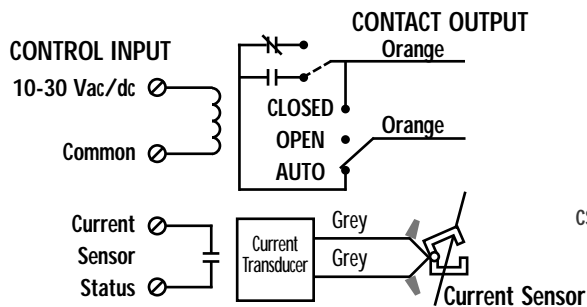 CONTACT OUTPUT
CONTROL INPUT
Orange
10-30 Vac/dc
CLOSED
OPEN
Orange
Common
AUTO
Current
Sensor
Status
Current
Transducer
Grey
Grey
CS
Current Sensor